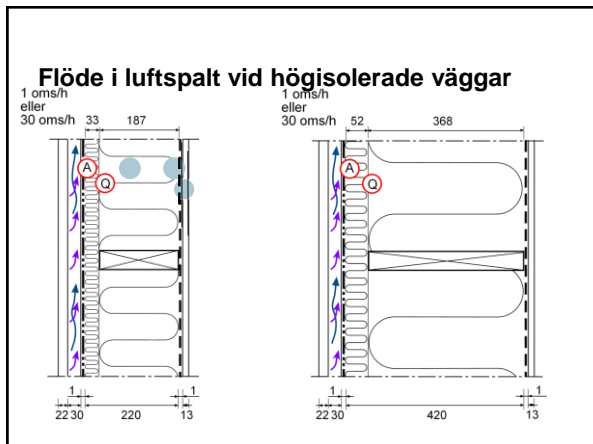 Flöde i luftspalt vid högisolerade väggar
1 oms/h
eller
30 oms/h
33
187
A
Q
1
1
22
30
220
13
1 oms/h
eller
30 oms/h
52
368
A
Q
1
1
22
30
420
13